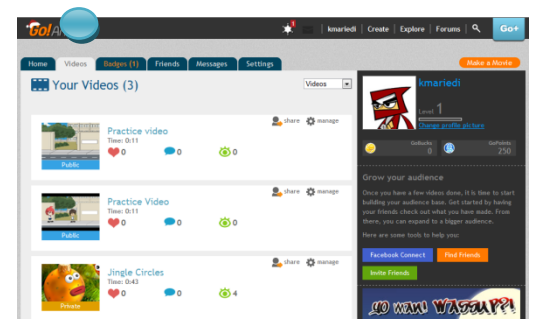 Go!A
kmariedi
Create
Explore
Forums
Go+
Home
Videos
Badges (1)
Friends
Messages
Settings
Make a Movie
Your Videos (3)
Videos
share
manage
Practice video
Time: 0:11
0
0
0
Public
share
manage
Practice Video
Time: 0:11
0
0
0
Public
share
manage
Jingle Circles
Time: 0:43
0
0
4
Private
kmariedi
Level 1
Change profile picture
GoBucks
0
GoPoints
250
Grow your audience
Once you have a few videos done, it is time to start
building your audience base. Get started by having
your friends check out what you have made. From
there, you can expand to a bigger audience.
Here are some tools to help you:
Facebook Connect
Find Friends
Invite Friends
YO WANU WASSUP?!